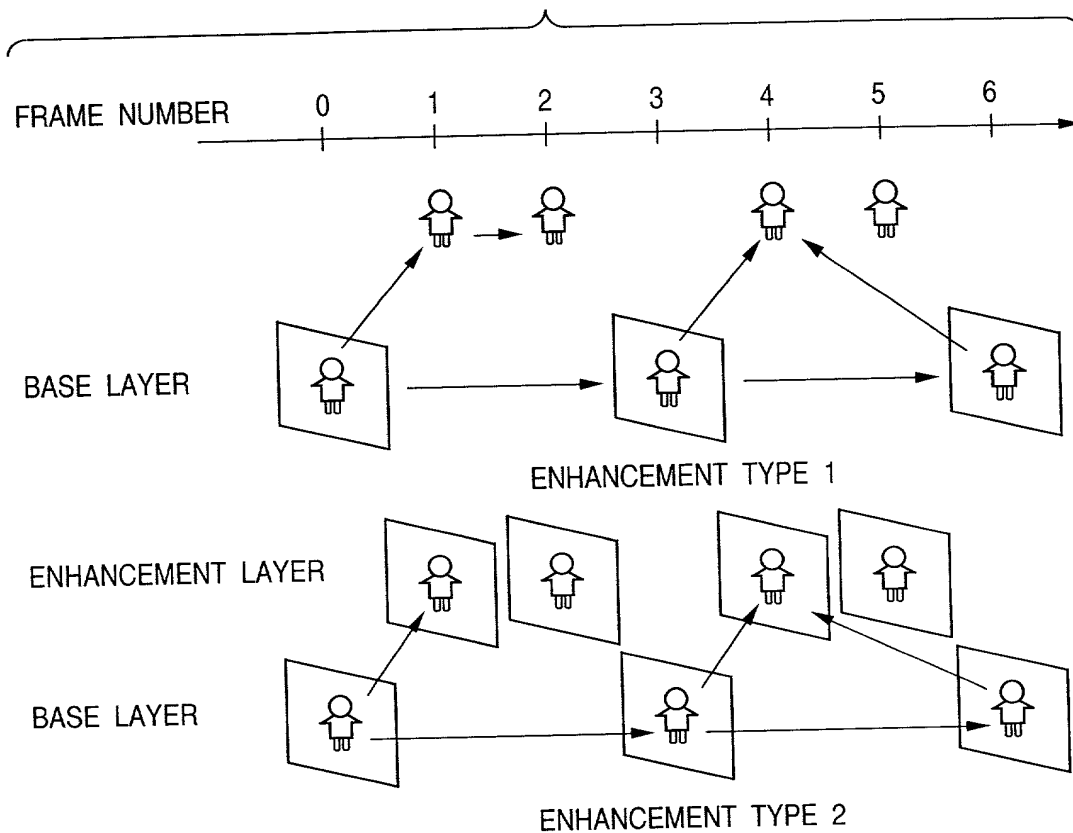 FRAME NUMBER 0 1 2 3 4 5 6
BASE LAYER
ENHANCEMENT TYPE 1
ENHANCEMENT LAYER
BASE LAYER
ENHANCEMENT TYPE 2